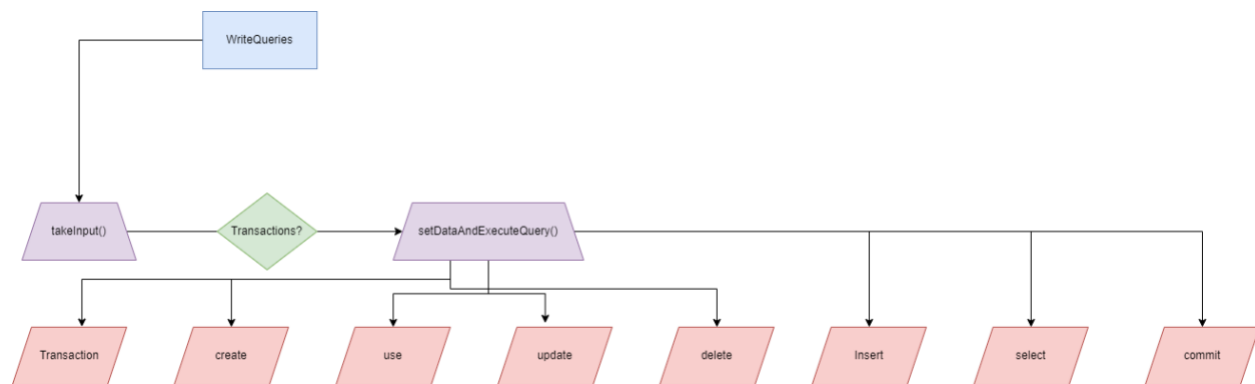 WriteQueries
takeInput()
Transactions?
setDataAndExecuteQuery()
Transaction
create
use
update
delete
Insert
select
commit